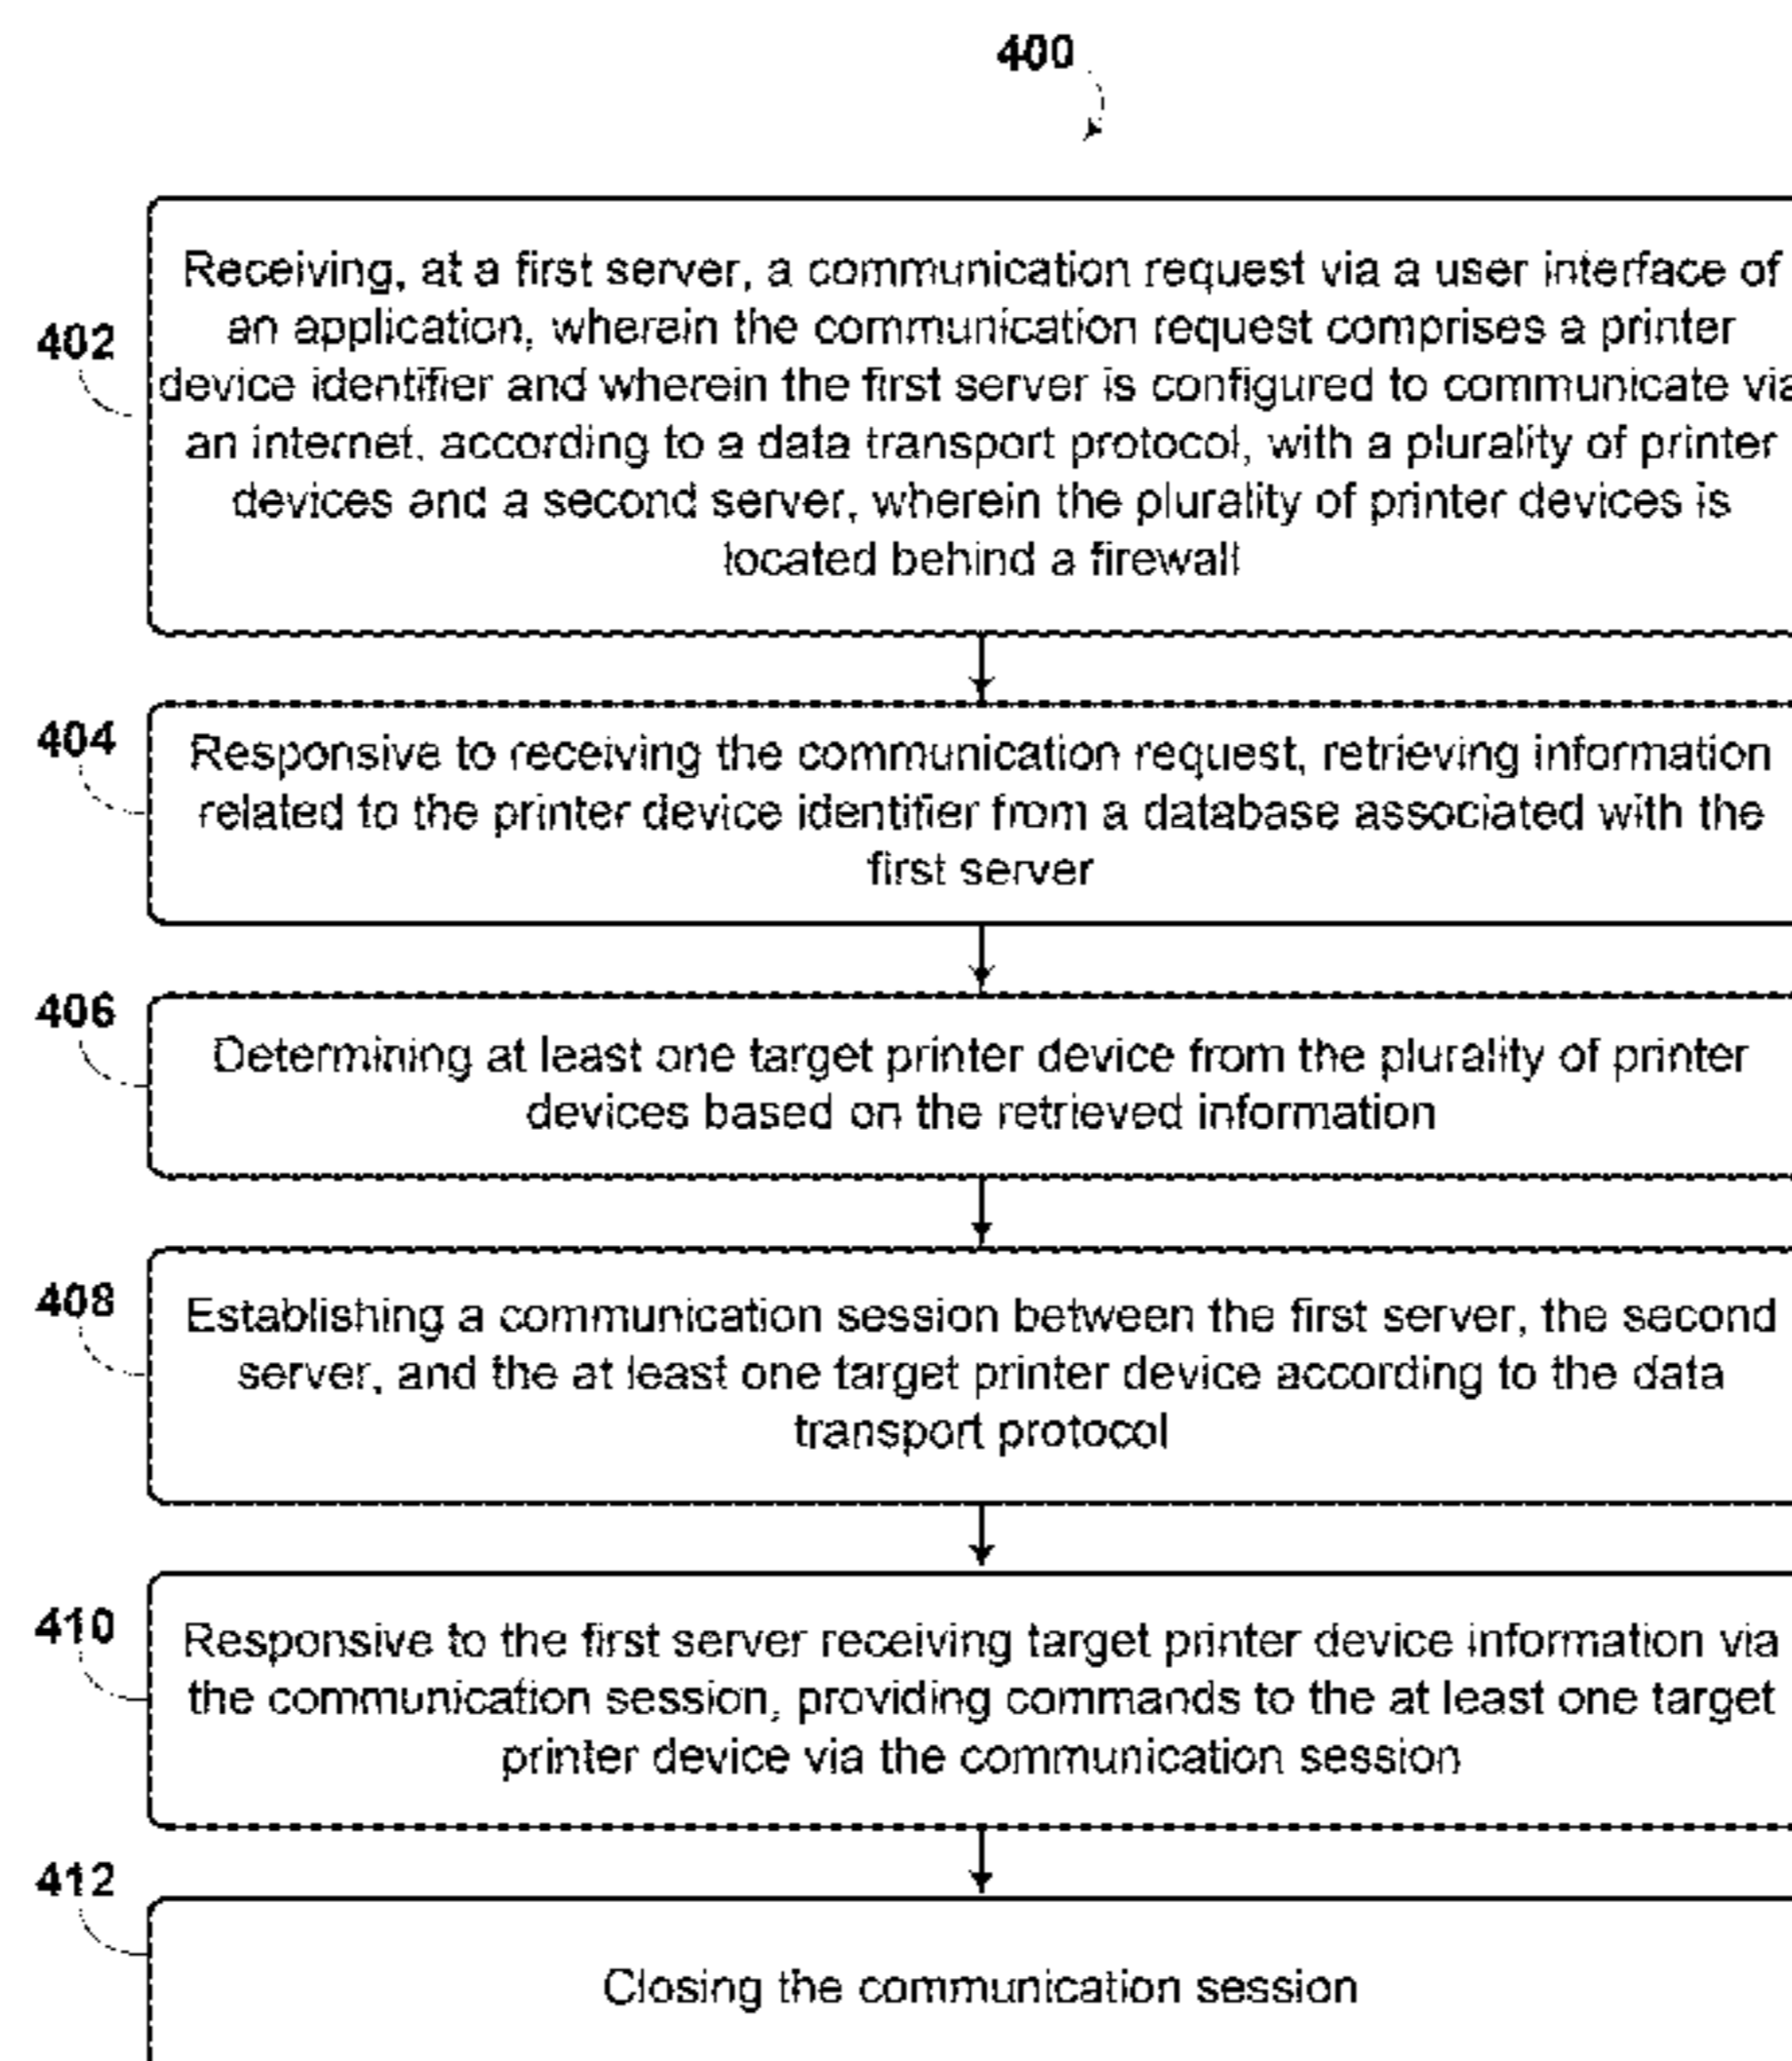 400
402
Receiving, at a first server, a communication request via a user interface of
an application, wherein the communication request comprises a printer
device identifier and wherein the first server is configured to communicate via
an internet, according to a data transport protocol, with a plurality of printer
devices and a second server, wherein the plurality of printer devices is
located behind a firewall
404
Responsive to receiving the communication request, retrieving information
related to the printer device identifier from a database associated with the
first server
406
Determining at least one target printer device from the plurality of printer
devices based on the retrieved information
408
Establishing a communication session between the first server, the second
server, and the at least one target printer device according to the data
transport protocol
410
Responsive to the first server receiving target printer device information via
the communication session, providing commands to the at least one target
printer device via the communication session
412
Closing the communication session